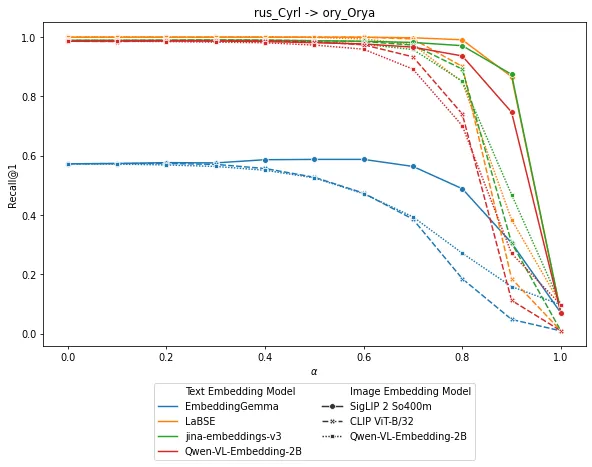 rus_Cyrl -> ory_Orya
Recall@1
1.0
0.8
0.6
0.4
0.2
0.0
0.0 0.2 0.4 0.6 0.8 1.0
α
Text Embedding Model
EmbeddingGemma
LaBSE
jina-embeddings-v3
Qwen-VL-Embedding-2B
Image Embedding Model
SigLIP 2 So400m
CLIP ViT-B/32
Qwen-VL-Embedding-2B